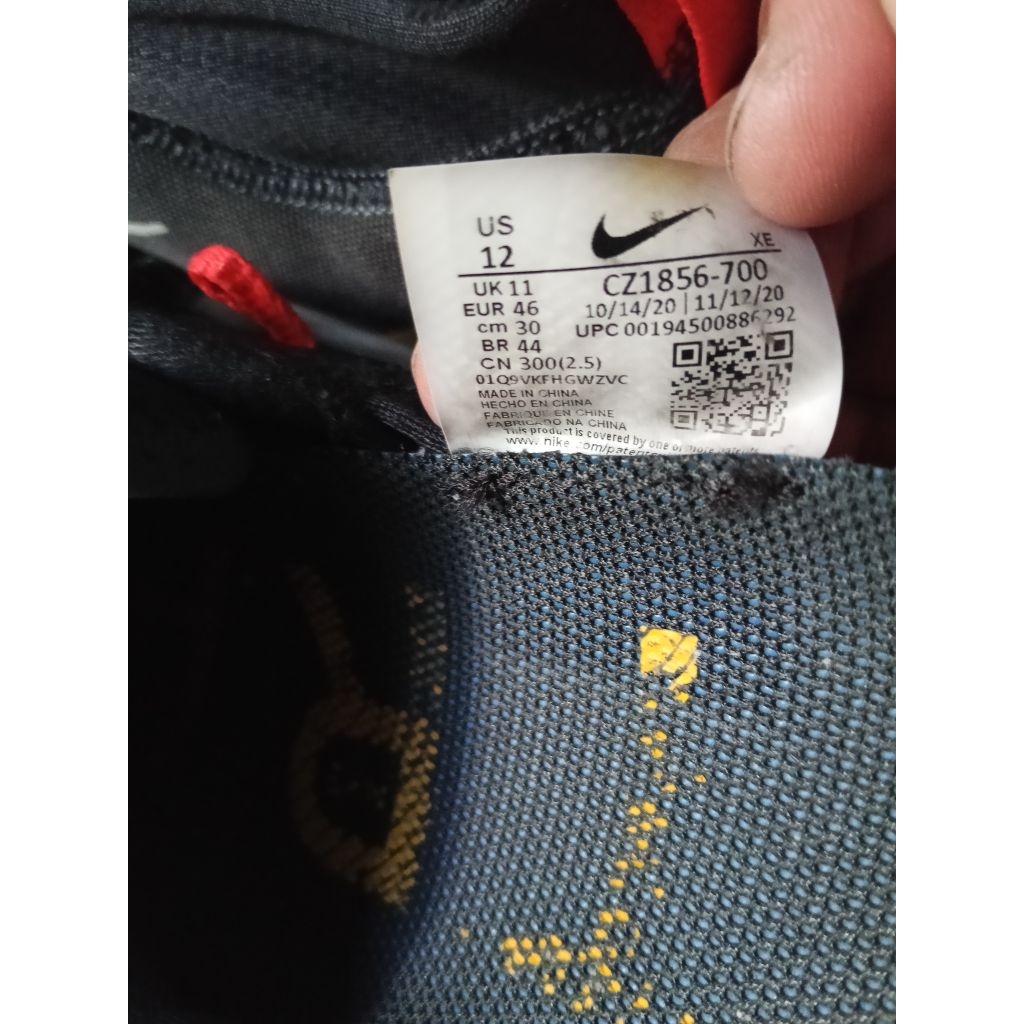 US
12
XE
UK 11
EUR 46
cm 30
BR 44
CN 300(2.5)
CZ1856-700
10/14/20 | 11/12/20
UPC 00194500886292
01Q9VKFHGWZVC
MADE IN CHINA
HECHO EN CHINA
FABRIQUE EN CHINE
FABRICADO NA CHINA
This product is covered by one or more patents
www.nike.com/patents